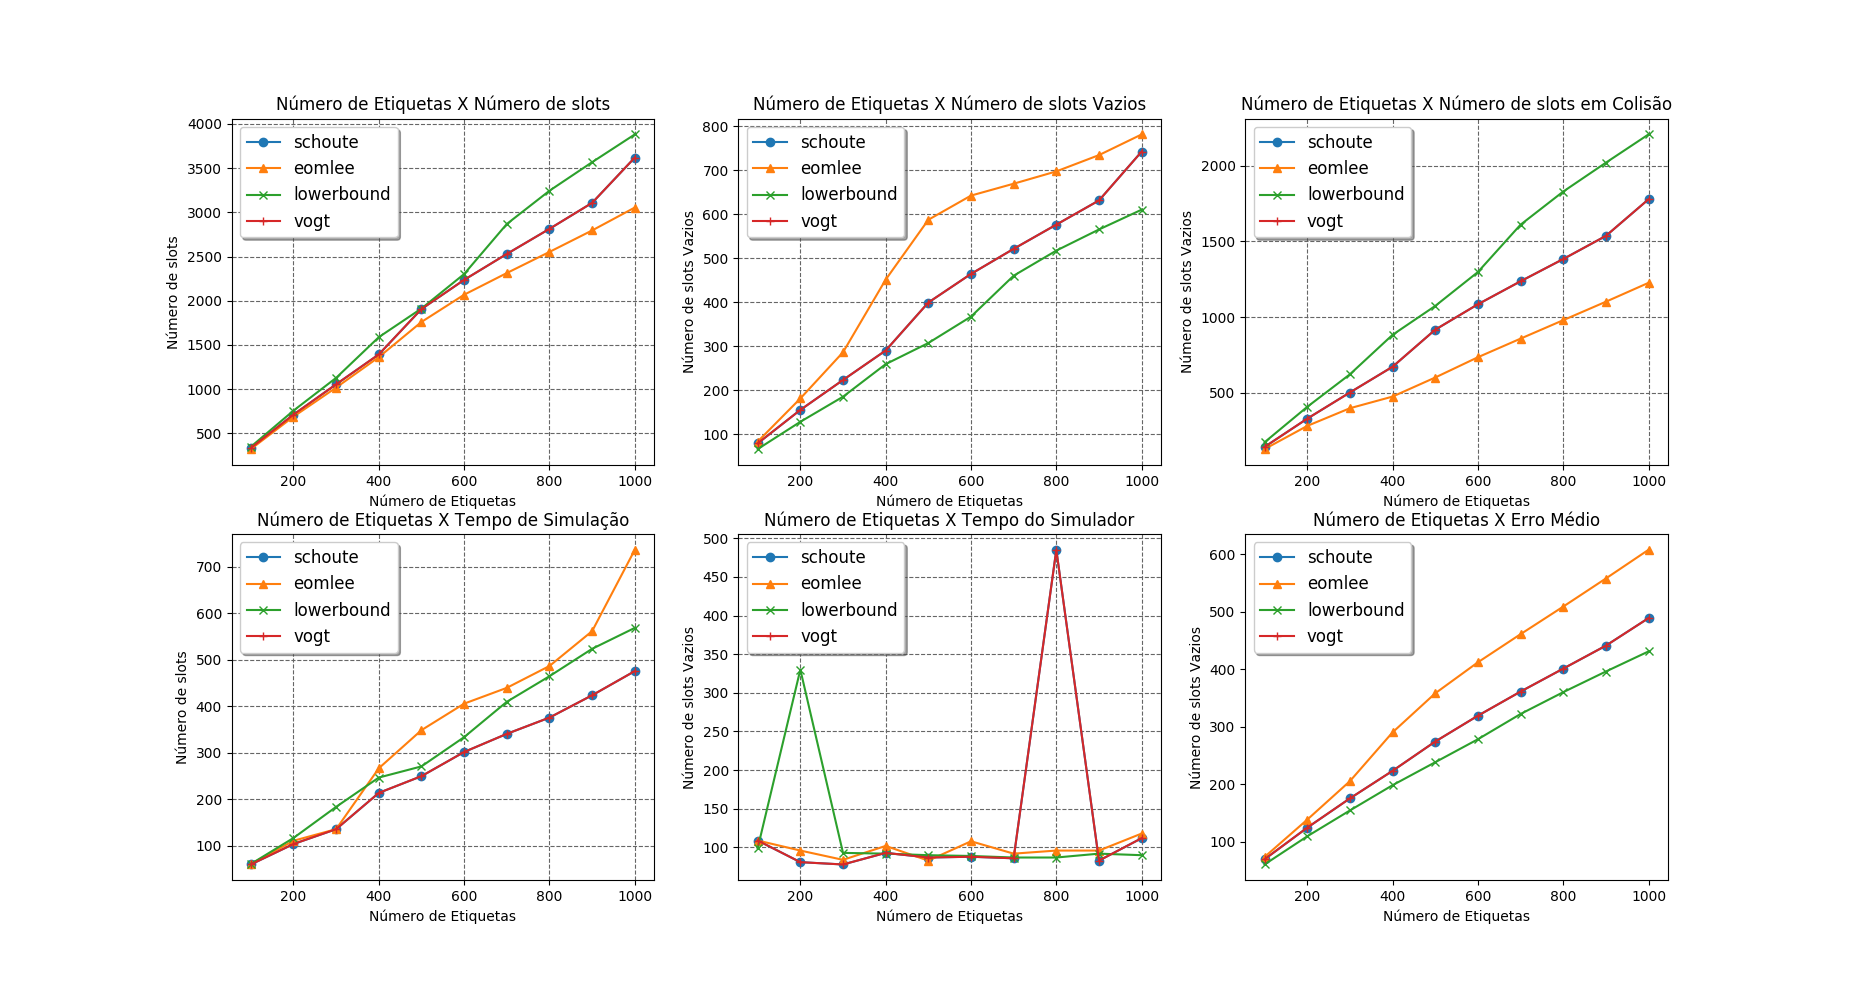 Número de Etiquetas X Número de slots
Número de slots
4000
3500
3000
2500
2000
1500
1000
500
schoute
eomlee
lowerbound
vogt
200 400 600 800 1000
Número de Etiquetas
Número de Etiquetas X Número de slots Vazios
Número de slots Vazios
800
700
600
500
400
300
200
100
schoute
eomlee
lowerbound
vogt
200 400 600 800 1000
Número de Etiquetas
Número de Etiquetas X Número de slots em Colisão
Número de slots Vazios
2000
1500
1000
500
schoute
eomlee
lowerbound
vogt
200 400 600 800 1000
Número de Etiquetas
Número de Etiquetas X Tempo de Simulação
Número de slots
700
600
500
400
300
200
100
schoute
eomlee
lowerbound
vogt
200 400 600 800 1000
Número de Etiquetas
Número de Etiquetas X Tempo do Simulador
Número de slots Vazios
500
450
400
350
300
250
200
150
100
schoute
eomlee
lowerbound
vogt
200 400 600 800 1000
Número de Etiquetas
Número de Etiquetas X Erro Médio
Número de slots Vazios
600
500
400
300
200
100
schoute
eomlee
lowerbound
vogt
200 400 600 800 1000
Número de Etiquetas